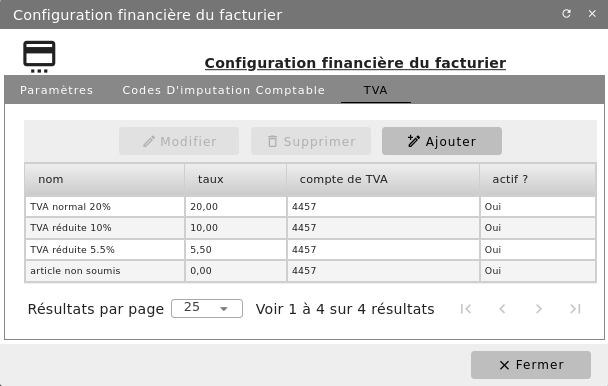 Configuration financière du facturier
Configuration financière du facturier
Paramètres Codes D'imputation Comptable TVA
Modifier Supprimer Ajouter
nom taux compte de TVA actif ?
TVA normal 20% 20,00 4457 Oui
TVA réduite 10% 10,00 4457 Oui
TVA réduite 5.5% 5,50 4457 Oui
article non soumis 0,00 4457 Oui
Résultats par page 25 Voir 1 à 4 sur 4 résultats
Fermer